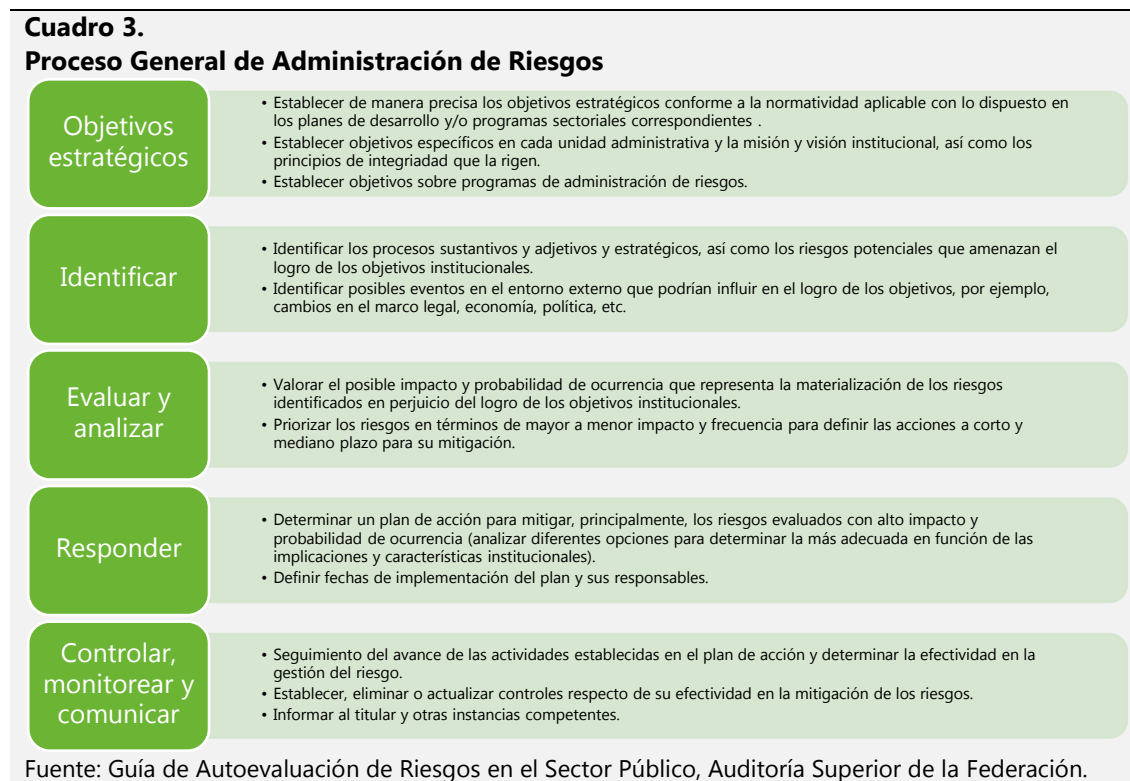 Cuadro 3.
Proceso General de Administración de Riesgos
Objetivos
estratégicos
• Establecer de manera precisa los objetivos estratégicos conforme a la normatividad aplicable con lo dispuesto en
los planes de desarrollo y/o programas sectoriales correspondientes .
• Establecer objetivos específicos en cada unidad administrativa y la misión y visión institucional, así como los
principios de integriadad que la rigen.
• Establecer objetivos sobre programas de administración de riesgos.
Identificar
• Identificar los procesos sustantivos y adjetivos y estratégicos, así como los riesgos potenciales que amenazan el
logro de los objetivos institucionales.
• Identificar posibles eventos en el entorno externo que podrían influir en el logro de los objetivos, por ejemplo,
cambios en el marco legal, economía, política, etc.
Evaluar y
analizar
• Valorar el posible impacto y probabilidad de ocurrencia que representa la materialización de los riesgos
identificados en perjuicio del logro de los objetivos institucionales.
• Priorizar los riesgos en términos de mayor a menor impacto y frecuencia para definir las acciones a corto y
mediano plazo para su mitigación.
Responder
• Determinar un plan de acción para mitigar, principalmente, los riesgos evaluados con alto impacto y
probabilidad de ocurrencia (analizar diferentes opciones para determinar la más adecuada en función de las
implicaciones y características institucionales).
• Definir fechas de implementación del plan y sus responsables.
Controlar,
monitorear y
comunicar
• Seguimiento del avance de las actividades establecidas en el plan de acción y determinar la efectividad en la
gestión del riesgo.
• Establecer, eliminar o actualizar controles respecto de su efectividad en la mitigación de los riesgos.
• Informar al titular y otras instancias competentes.
Fuente: Guía de Autoevaluación de Riesgos en el Sector Público, Auditoría Superior de la Federación.